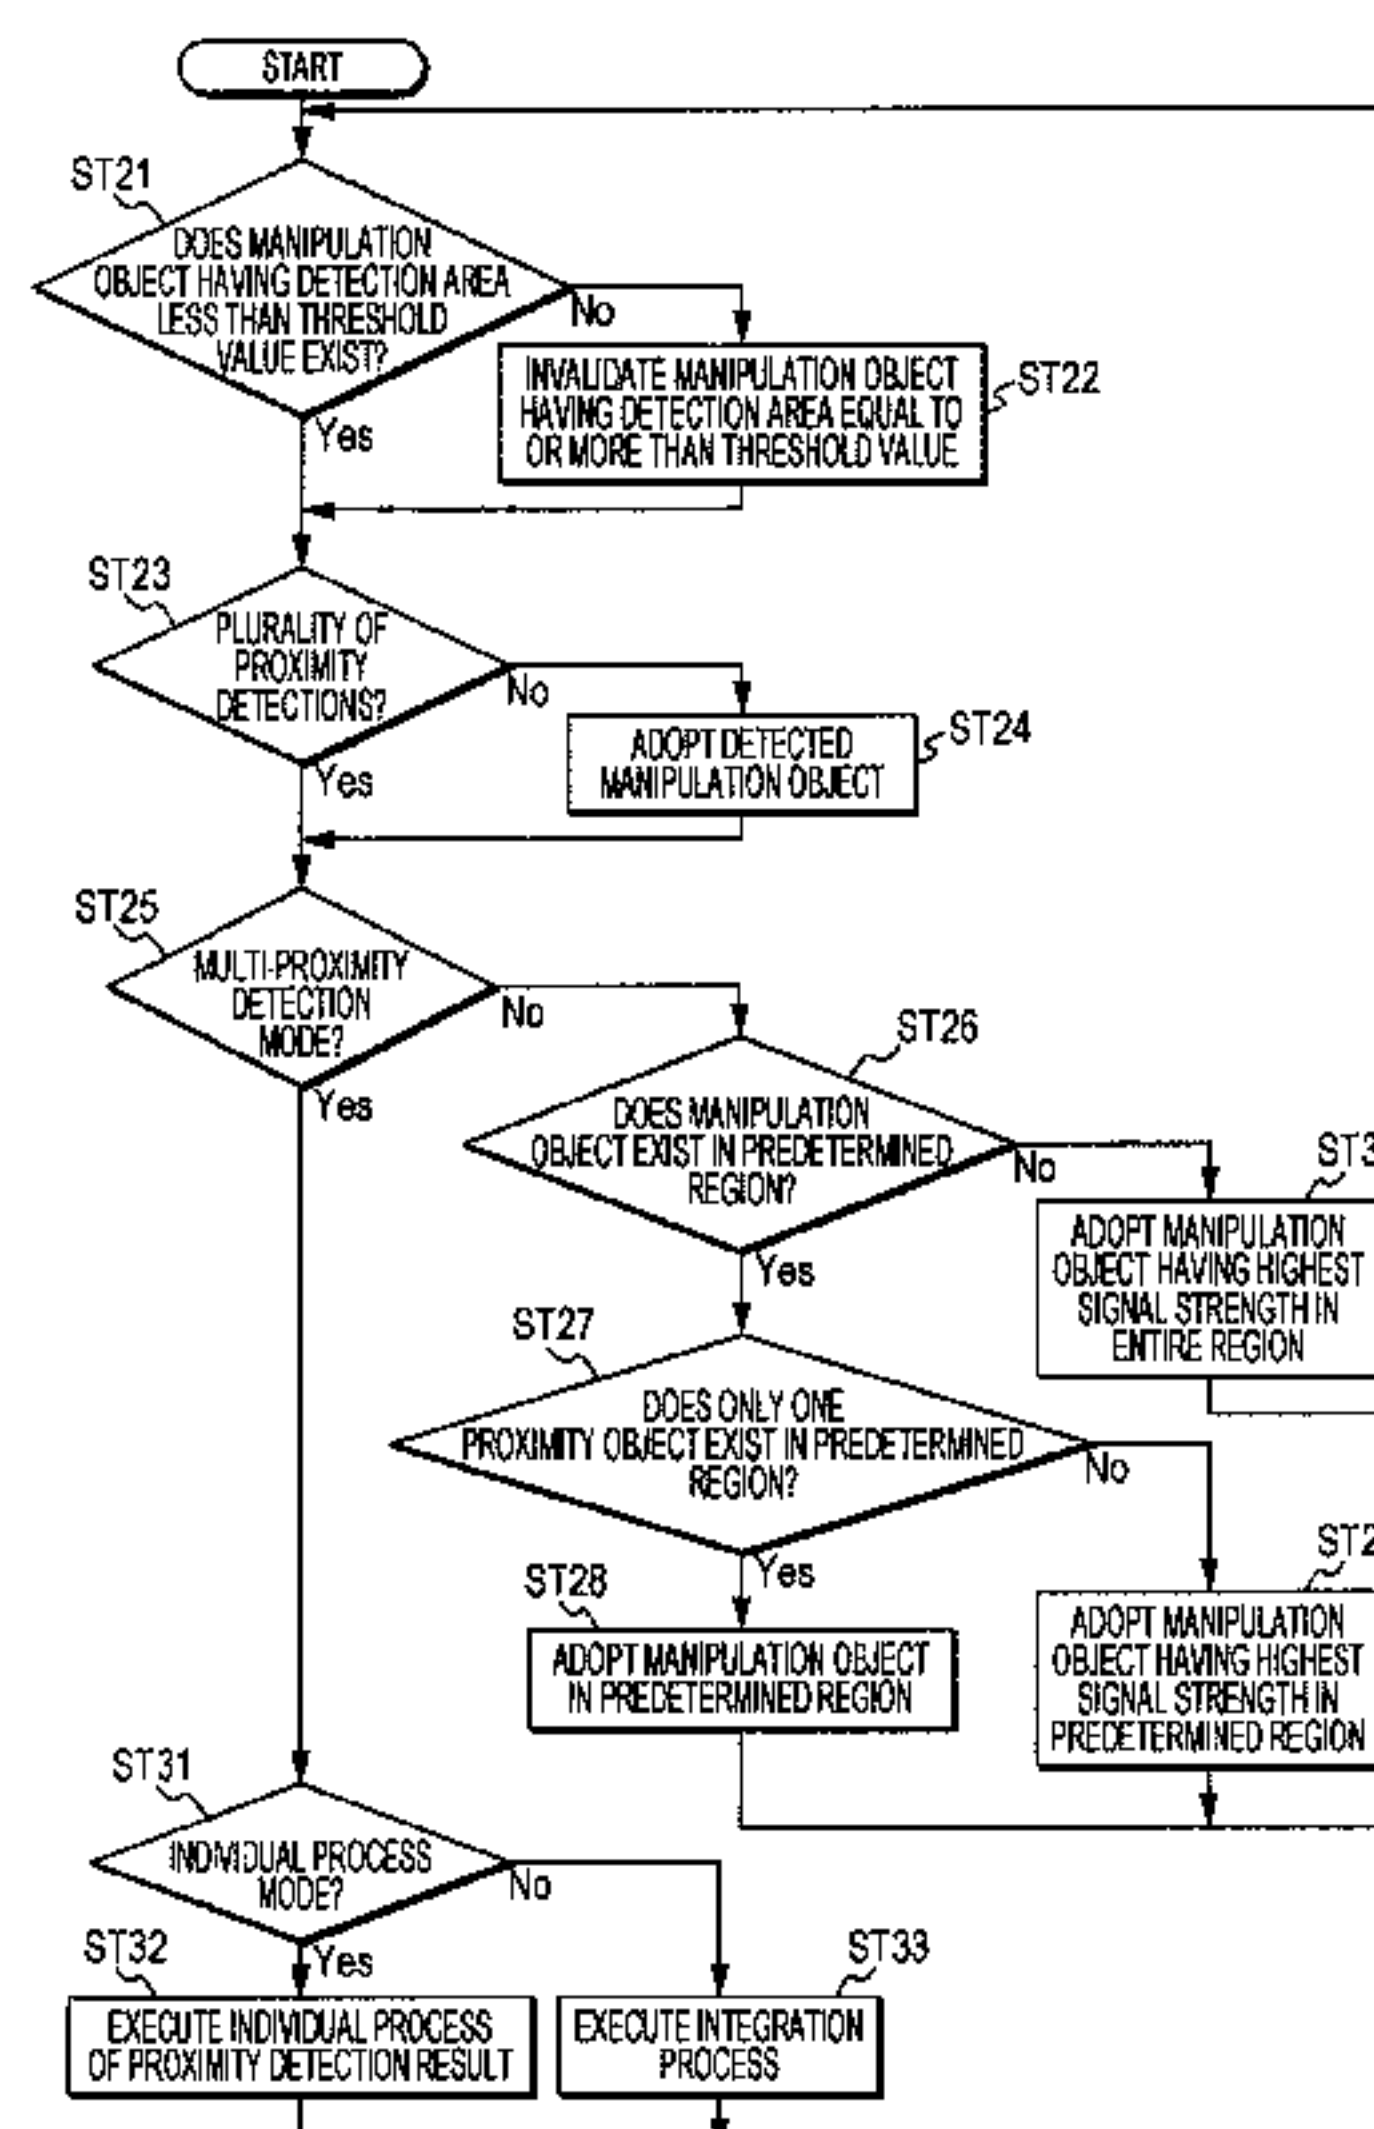 START
ST21
DOES MANIPULATION
OBJECT HAVING DETECTION AREA
LESS THAN THRESHOLD
VALUE EXIST?
No
Yes
INVALIDATE MANIPULATION OBJECT
HAVING DETECTION AREA EQUAL TO
OR MORE THAN THRESHOLD VALUE
ST22
ST23
PLURALITY OF
PROXIMITY
DETECTIONS?
No
Yes
ADOPT DETECTED
MANIPULATION OBJECT
ST24
ST25
MULTI-PROXIMITY
DETECTION
MODE?
No
Yes
ST26
DOES MANIPULATION
OBJECT EXIST IN PREDETERMINED
REGION?
No
Yes
ST3
ADOPT MANIPULATION
OBJECT HAVING HIGHEST
SIGNAL STRENGTH IN
ENTIRE REGION
ST27
DOES ONLY ONE
PROXIMITY OBJECT EXIST IN PREDETERMINED
REGION?
No
Yes
ST28
ADOPT MANIPULATION OBJECT
IN PREDETERMINED REGION
ST2
ADOPT MANIPULATION
OBJECT HAVING HIGHEST
SIGNAL STRENGTH IN
PREDETERMINED REGION
ST31
INDIVIDUAL PROCESS
MODE?
No
Yes
ST32
EXECUTE INDIVIDUAL PROCESS
OF PROXIMITY DETECTION RESULT
ST33
EXECUTE INTEGRATION
PROCESS